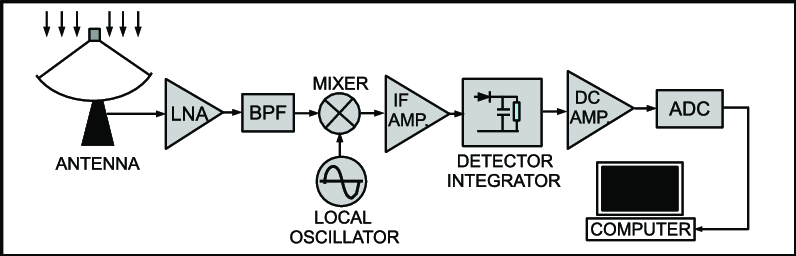 ANTENNA
LNA
BPF
MIXER
LOCAL
OSCILLATOR
IF
AMP.
DETECTOR
INTEGRATOR
DC
AMP.
ADC
COMPUTER